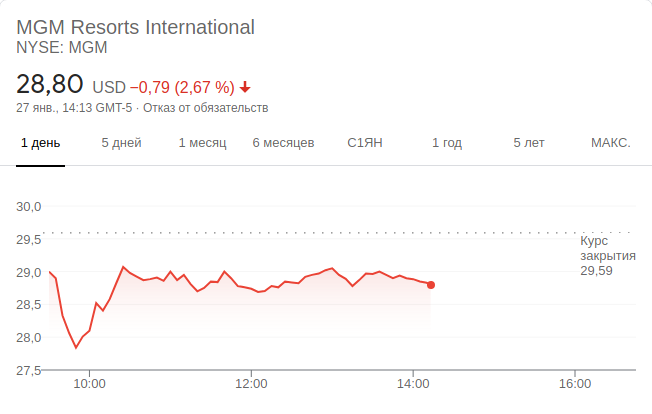 MGM Resorts International
NYSE: MGM
28,80 USD −0,79 (2,67 %)
27 янв., 14:13 GMT-5 · Отказ от обязательств
1 день 5 дней 1 месяц 6 месяцев С1ЯН 1 год 5 лет МАКС.
30,0
29,5
Курс
закрытия
29,59
29,0
28,5
28,0
27,5
10:00 12:00 14:00 16:00